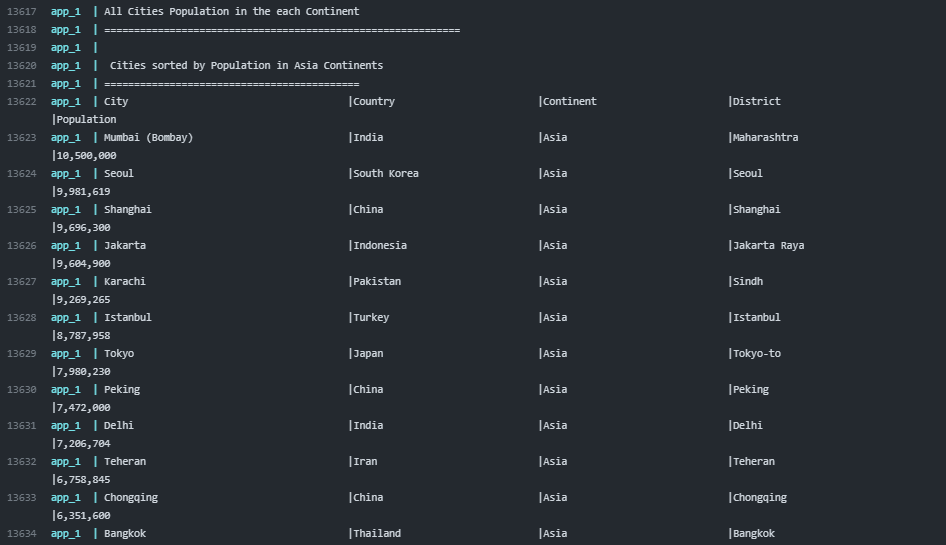 13617 app_1 | All Cities Population in the each Continent
13618 app_1 | ============================================================
13619 app_1 |
13620 app_1 |  Cities sorted by Population in Asia Continents
13621 app_1 | ===========================================
13622 app_1 | City |Country |Continent |District
|Population
13623 app_1 | Mumbai (Bombay) |India |Asia |Maharashtra
|10,500,000
13624 app_1 | Seoul |South Korea |Asia |Seoul
|9,981,619
13625 app_1 | Shanghai |China |Asia |Shanghai
|9,696,300
13626 app_1 | Jakarta |Indonesia |Asia |Jakarta Raya
|9,604,900
13627 app_1 | Karachi |Pakistan |Asia |Sindh
|9,269,265
13628 app_1 | Istanbul |Turkey |Asia |Istanbul
|8,787,958
13629 app_1 | Tokyo |Japan |Asia |Tokyo-to
|7,980,230
13630 app_1 | Peking |China |Asia |Peking
|7,472,000
13631 app_1 | Delhi |India |Asia |Delhi
|7,206,704
13632 app_1 | Teheran |Iran |Asia |Teheran
|6,758,845
13633 app_1 | Chongqing |China |Asia |Chongqing
|6,351,600
13634 app_1 | Bangkok |Thailand |Asia |Bangkok